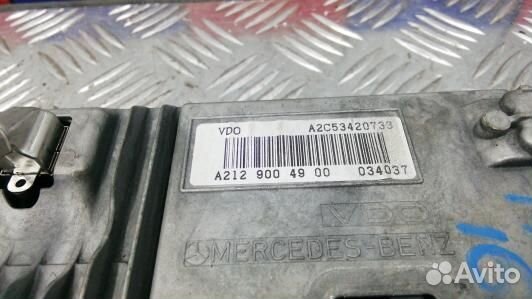 VDO A2C53420733
A212 900 49 00 034037
VDO
MERCEDES-BENZ
Avito